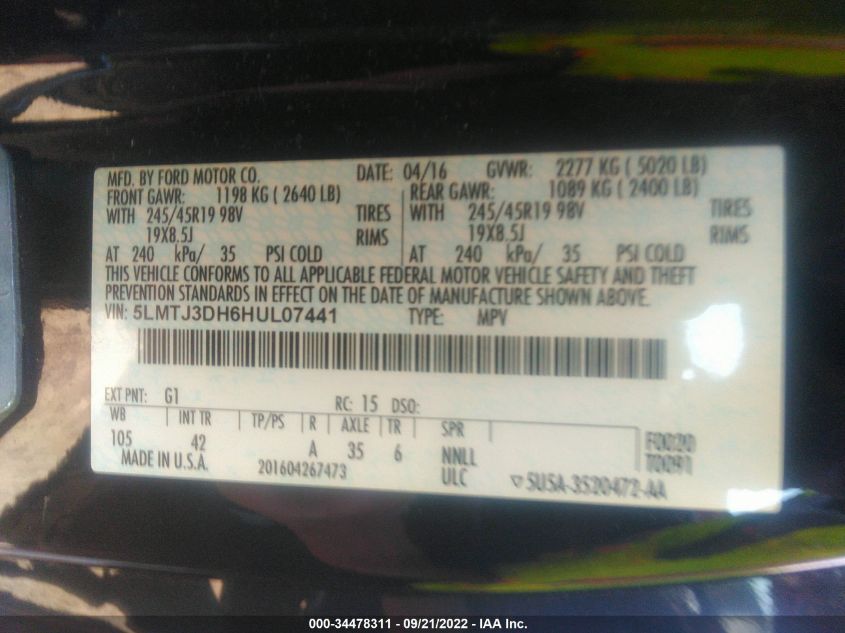 MFD. BY FORD MOTOR CO. DATE: 04/16 GVWR: 2277 KG ( 5020 LB)
FRONT GAWR: 1198 KG ( 2640 LB) REAR GAWR: 1089 KG ( 2400 LB)
WITH 245/45R19 98V TIRES WITH 245/45R19 98V TIRES
19X8.5J RIMS 19X8.5J RIMS
AT 240 kPa/ 35 PSI COLD AT 240 kPa/ 35 PSI COLD
THIS VEHICLE CONFORMS TO ALL APPLICABLE FEDERAL MOTOR VEHICLE SAFETY AND THEFT
PREVENTION STANDARDS IN EFFECT ON THE DATE OF MANUFACTURE SHOWN ABOVE.
VIN: 5LMTJ3DH6HUL07441 TYPE: MPV
EXT PNT: G1 RC: 15 DSO:
WB INT TR TP/PS R AXLE TR SPR
105 42 A 35 6 NNLL F0020
MADE IN U.S.A. 201604267473 ULC T0091
▽ 5U5A-3520472-AA
000-34478311 - 09/21/2022 - IAA Inc.